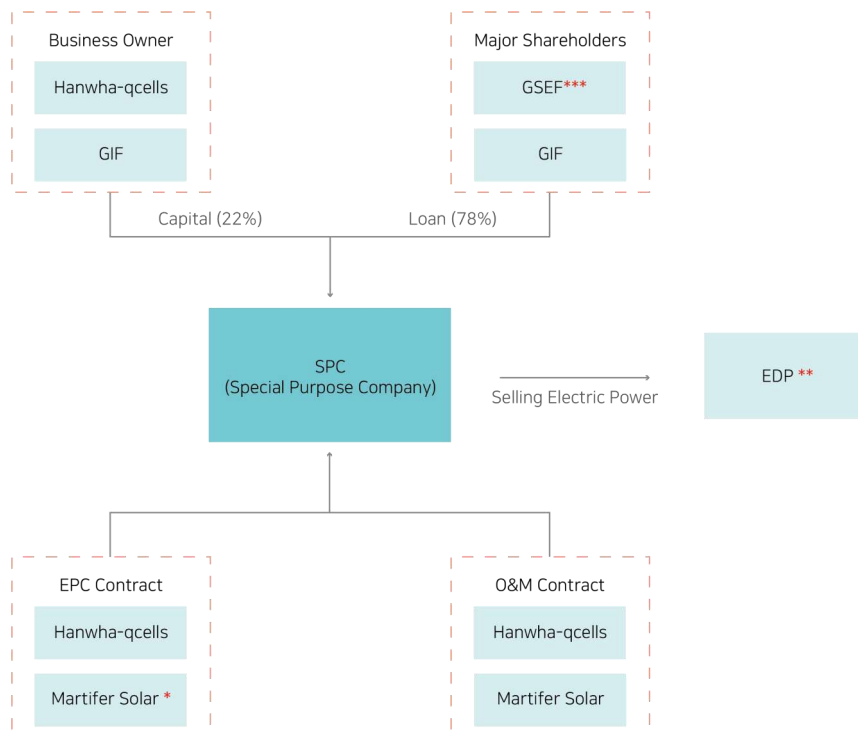 Business Owner
Hanwha-qcells
GIF
Major Shareholders
GSEF***
GIF
Capital (22%)
Loan (78%)
SPC
(Special Purpose Company)
Selling Electric Power
EDP **
EPC Contract
Hanwha-qcells
Martifer Solar *
O&M Contract
Hanwha-qcells
Martifer Solar